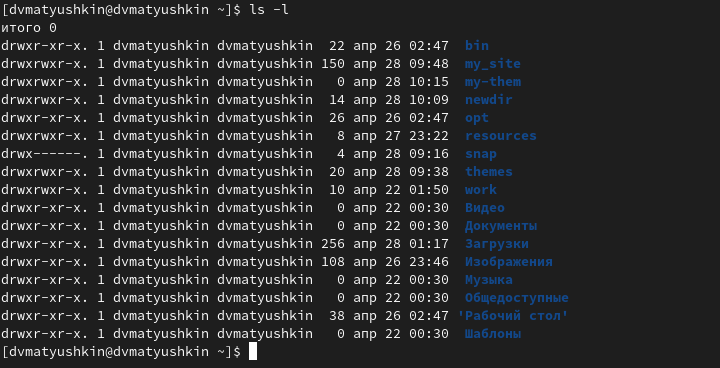 [dvmatyushkin@dvmatyushkin ~]$ ls -l
итого 0
drwxr-xr-x. 1 dvmatyushkin dvmatyushkin  22 апр 26 02:47  bin
drwxrwxr-x. 1 dvmatyushkin dvmatyushkin 150 апр 28 09:48  my_site
drwxrwxr-x. 1 dvmatyushkin dvmatyushkin   0 апр 28 10:15  my-them
drwxrwxr-x. 1 dvmatyushkin dvmatyushkin  14 апр 28 10:09  newdir
drwxr-xr-x. 1 dvmatyushkin dvmatyushkin  26 апр 26 02:47  opt
drwxrwxr-x. 1 dvmatyushkin dvmatyushkin   8 апр 27 23:22  resources
drwx------. 1 dvmatyushkin dvmatyushkin   4 апр 28 09:16  snap
drwxrwxr-x. 1 dvmatyushkin dvmatyushkin  20 апр 28 09:38  themes
drwxr-xr-x. 1 dvmatyushkin dvmatyushkin  10 апр 22 01:50  work
drwxr-xr-x. 1 dvmatyushkin dvmatyushkin   0 апр 22 00:30  Видео
drwxr-xr-x. 1 dvmatyushkin dvmatyushkin   0 апр 22 00:30  Документы
drwxr-xr-x. 1 dvmatyushkin dvmatyushkin 256 апр 28 01:17  Загрузки
drwxr-xr-x. 1 dvmatyushkin dvmatyushkin 108 апр 26 23:46  Изображения
drwxr-xr-x. 1 dvmatyushkin dvmatyushkin   0 апр 22 00:30  Музыка
drwxr-xr-x. 1 dvmatyushkin dvmatyushkin   0 апр 22 00:30  Общедоступные
drwxr-xr-x. 1 dvmatyushkin dvmatyushkin  38 апр 26 02:47 'Рабочий стол'
drwxr-xr-x. 1 dvmatyushkin dvmatyushkin   0 апр 22 00:30  Шаблоны
[dvmatyushkin@dvmatyushkin ~]$